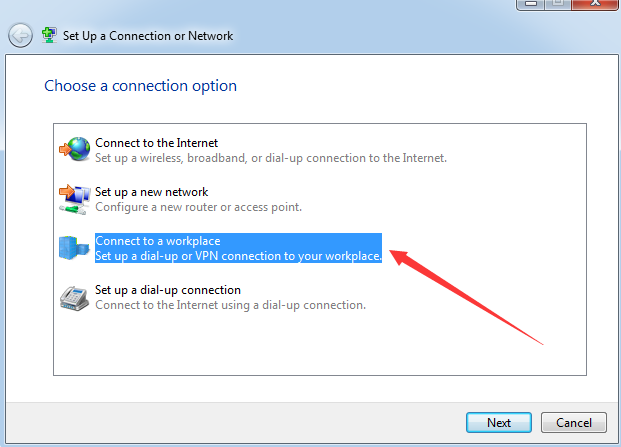 Set Up a Connection or Network
Choose a connection option
Connect to the Internet
Set up a wireless, broadband, or dial-up connection to the Internet.
Set up a new network
Configure a new router or access point.
Connect to a workplace
Set up a dial-up or VPN connection to your workplace.
Set up a dial-up connection
Connect to the Internet using a dial-up connection.
Next
Cancel